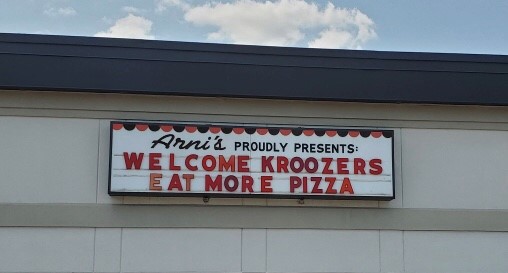 Arni's PROUDLY PRESENTS:
WELCOME KROOZERS
EAT MORE PIZZA